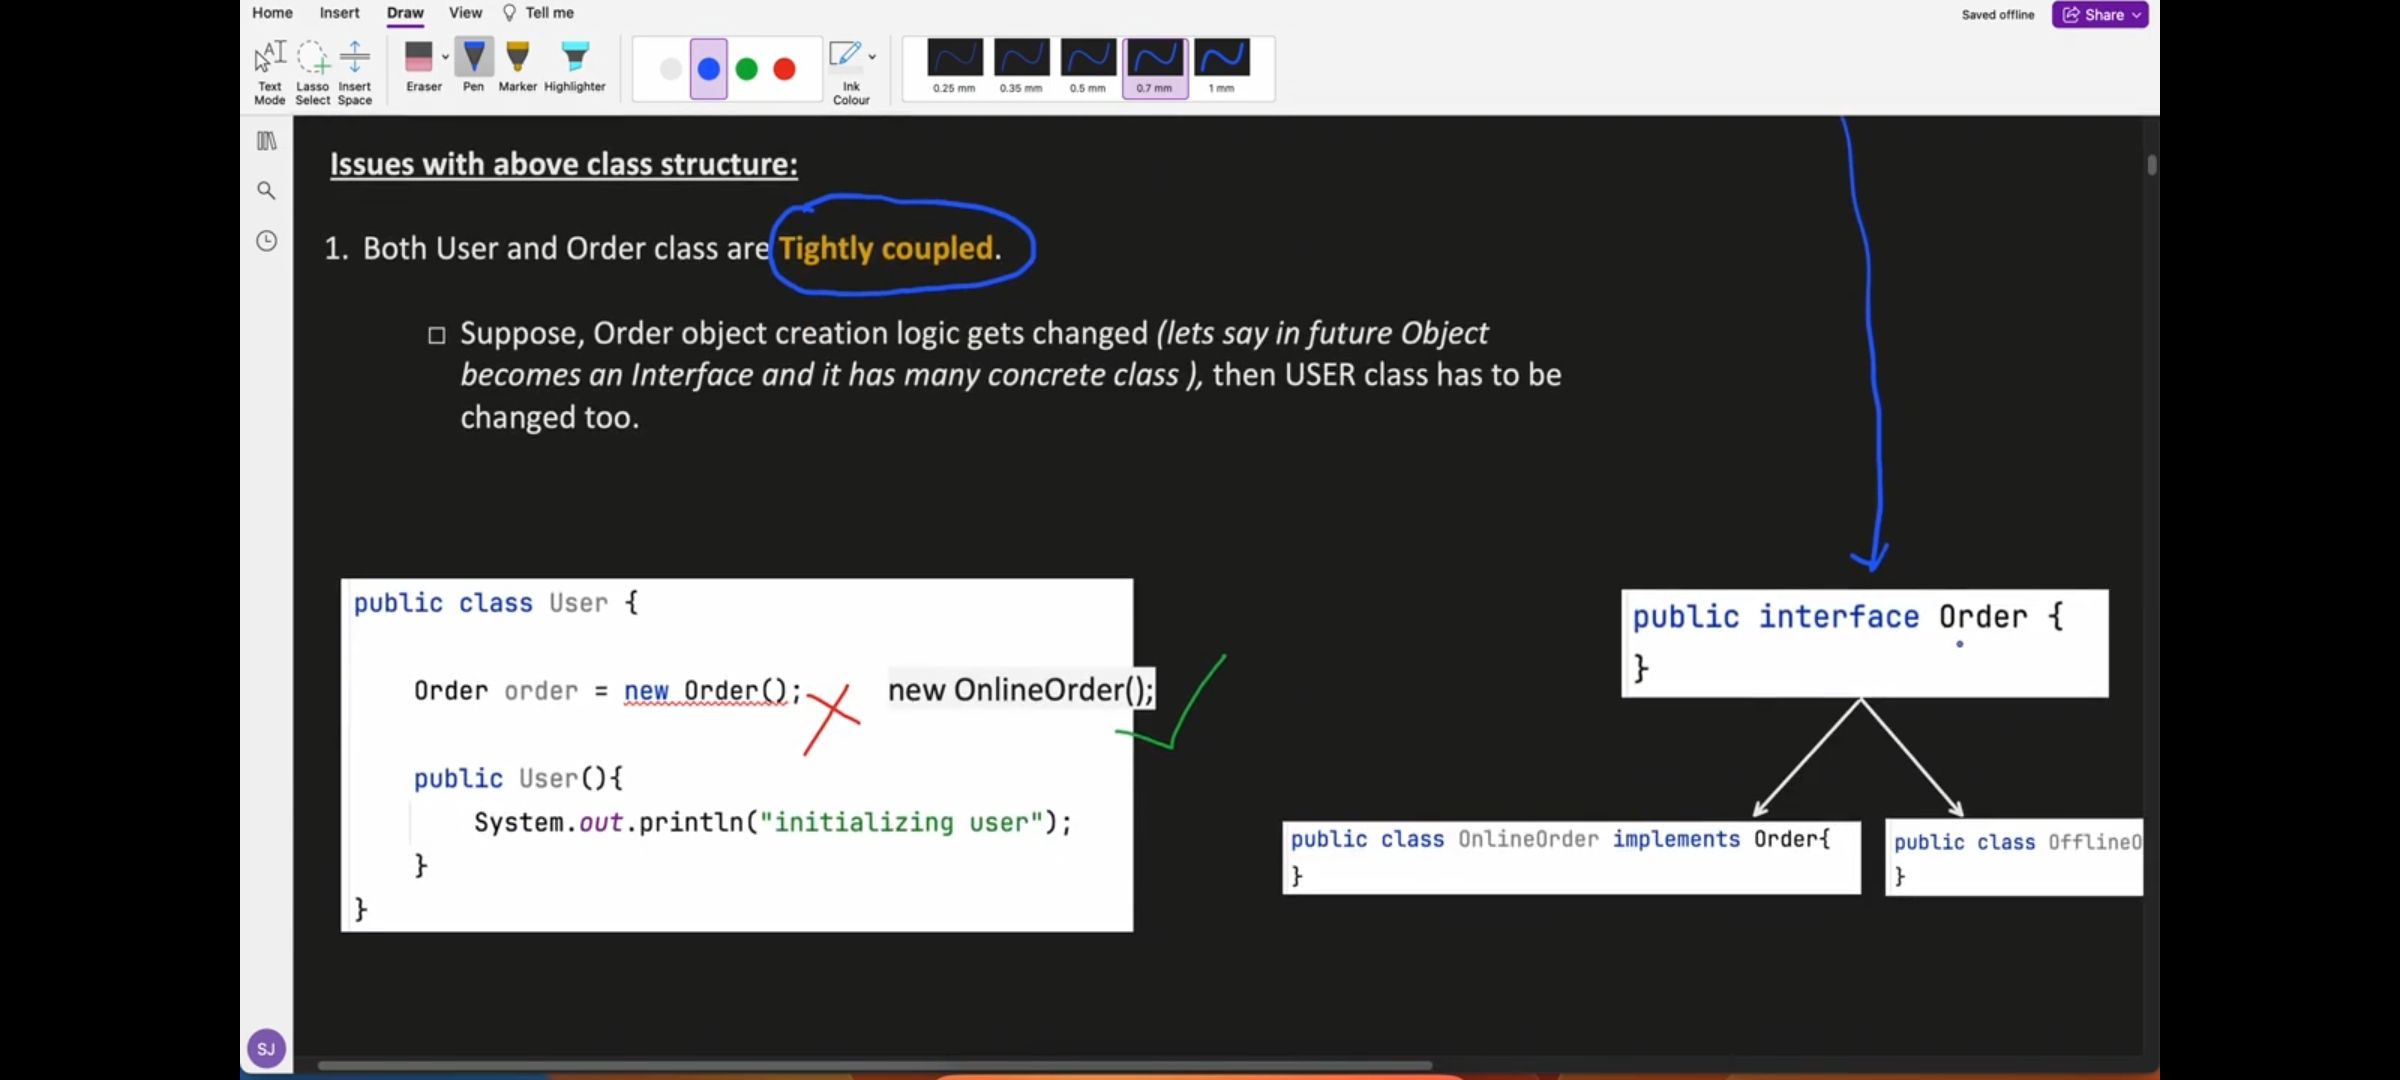 Home Insert Draw View Tell me
Saved offline Share
Text Mode
Lasso Select
Insert Space
Eraser
Pen
Marker
Highlighter
Ink Colour
0.25 mm
0.35 mm
0.5 mm
0.7 mm
1 mm
Issues with above class structure:
1. Both User and Order class are Tightly coupled.
Suppose, Order object creation logic gets changed (lets say in future Object
becomes an Interface and it has many concrete class ), then USER class has to be
changed too.
public class User {
Order order = new Order();
new OnlineOrder();
public User(){
System.out.println("initializing user");
}
}
public interface Order {
}
public class OnlineOrder implements Order{
}
public class OfflineO
}
SJ